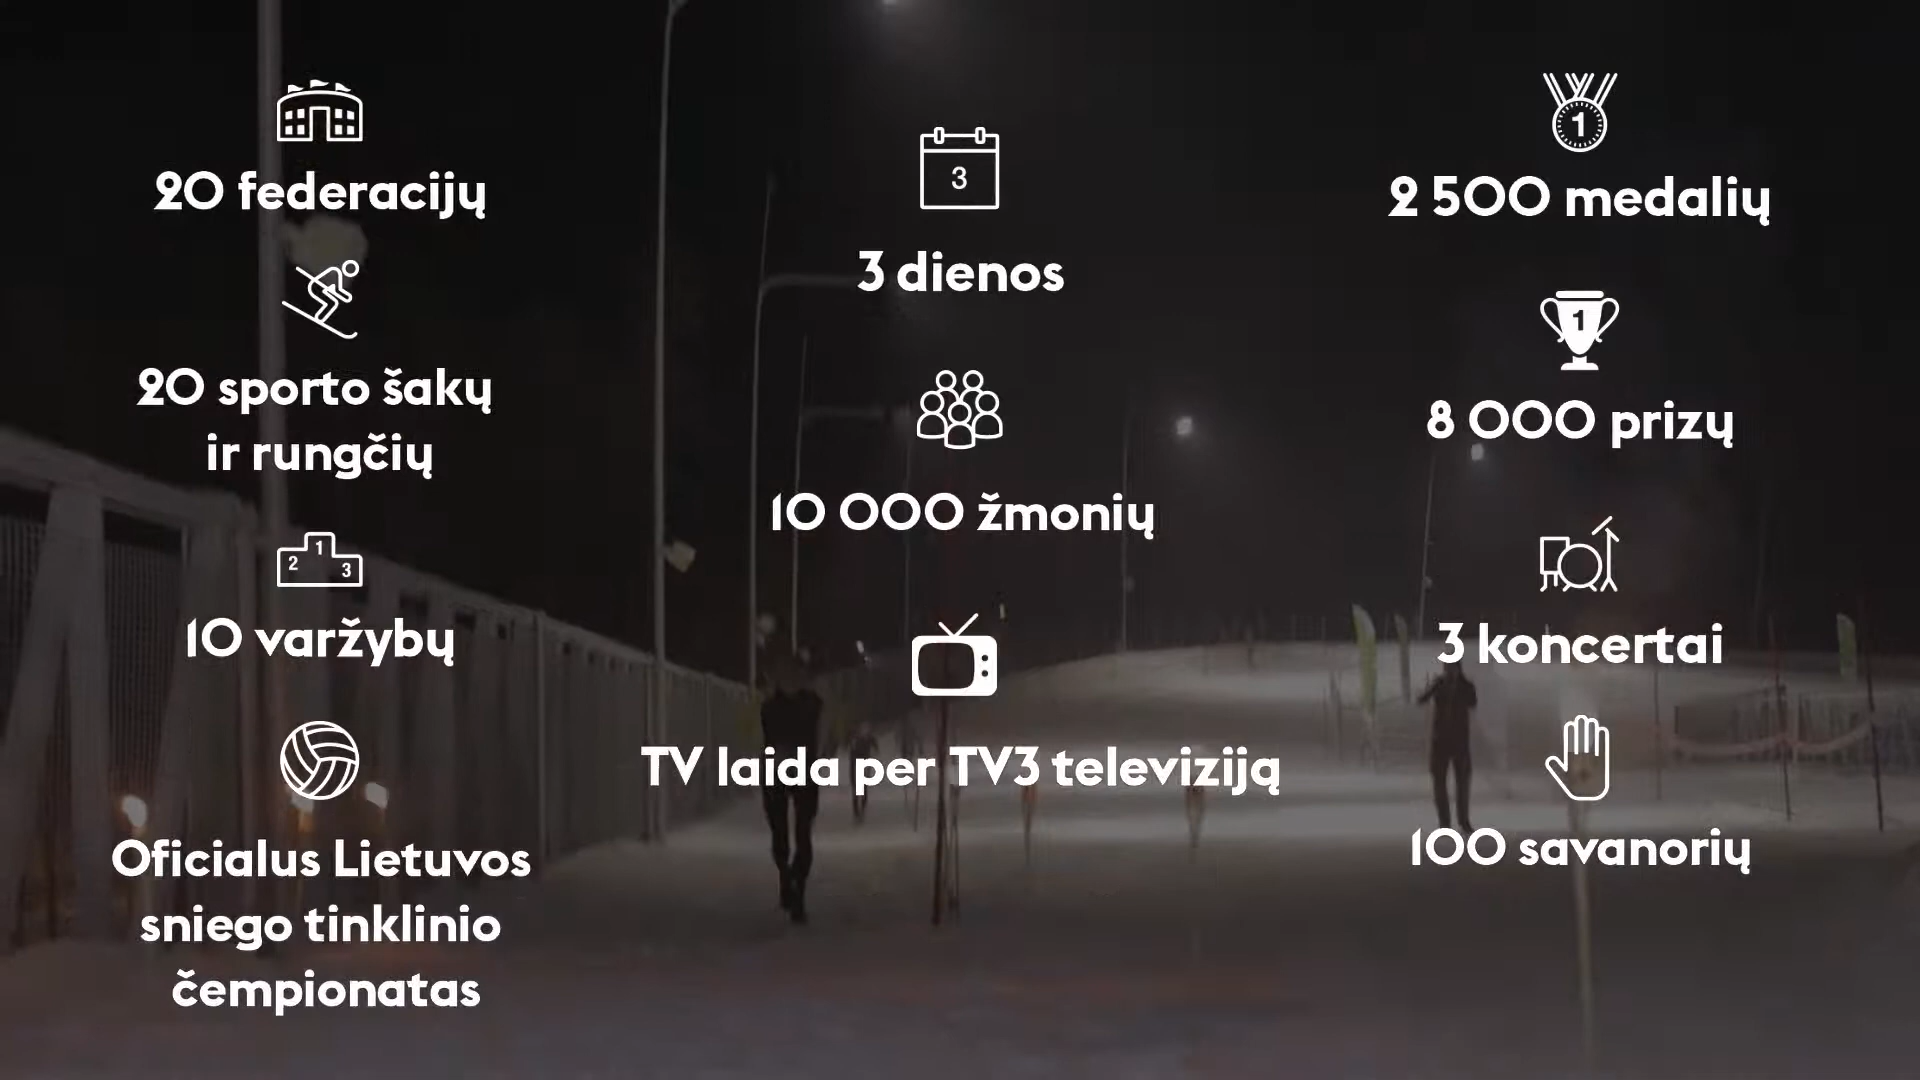 20 federacijų
20 sporto šakų
ir rungčių
2
1
3
10 varžybų
Oficialus Lietuvos
sniego tinklinio
čempionatas
3
3 dienos
10 000 žmonių
TV laida per TV3 televiziją
1
2 500 medalių
1
8 000 prizų
3 koncertai
100 savanorių